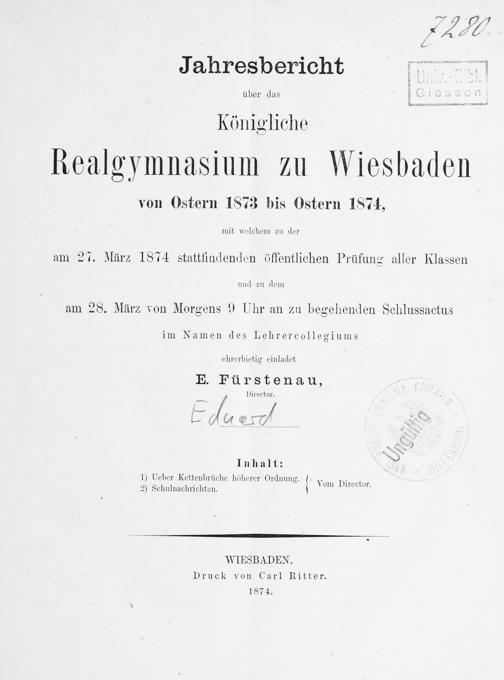 7280.
Univ.-Bibl.
Giessen
Jahresbericht
über das
Königliche
Realgymnasium zu Wiesbaden
von Ostern 1873 bis Ostern 1874,
mit welchem zu der
am 27. März 1874 stattfindenden öffentlichen Prüfung aller Klassen
und zu dem
am 28. März von Morgens 9 Uhr an zu begehenden Schlussactus
im Namen des Lehrercollegiums
ehrerbietig einladet
E. Fürstenau,
Director.
Eduard
Ungültig
Inhalt:
1) Ueber Kettenbrüche höherer Ordnung.
2) Schulnachrichten.
Vom Director.
WIESBADEN.
Druck von Carl Ritter.
1874.